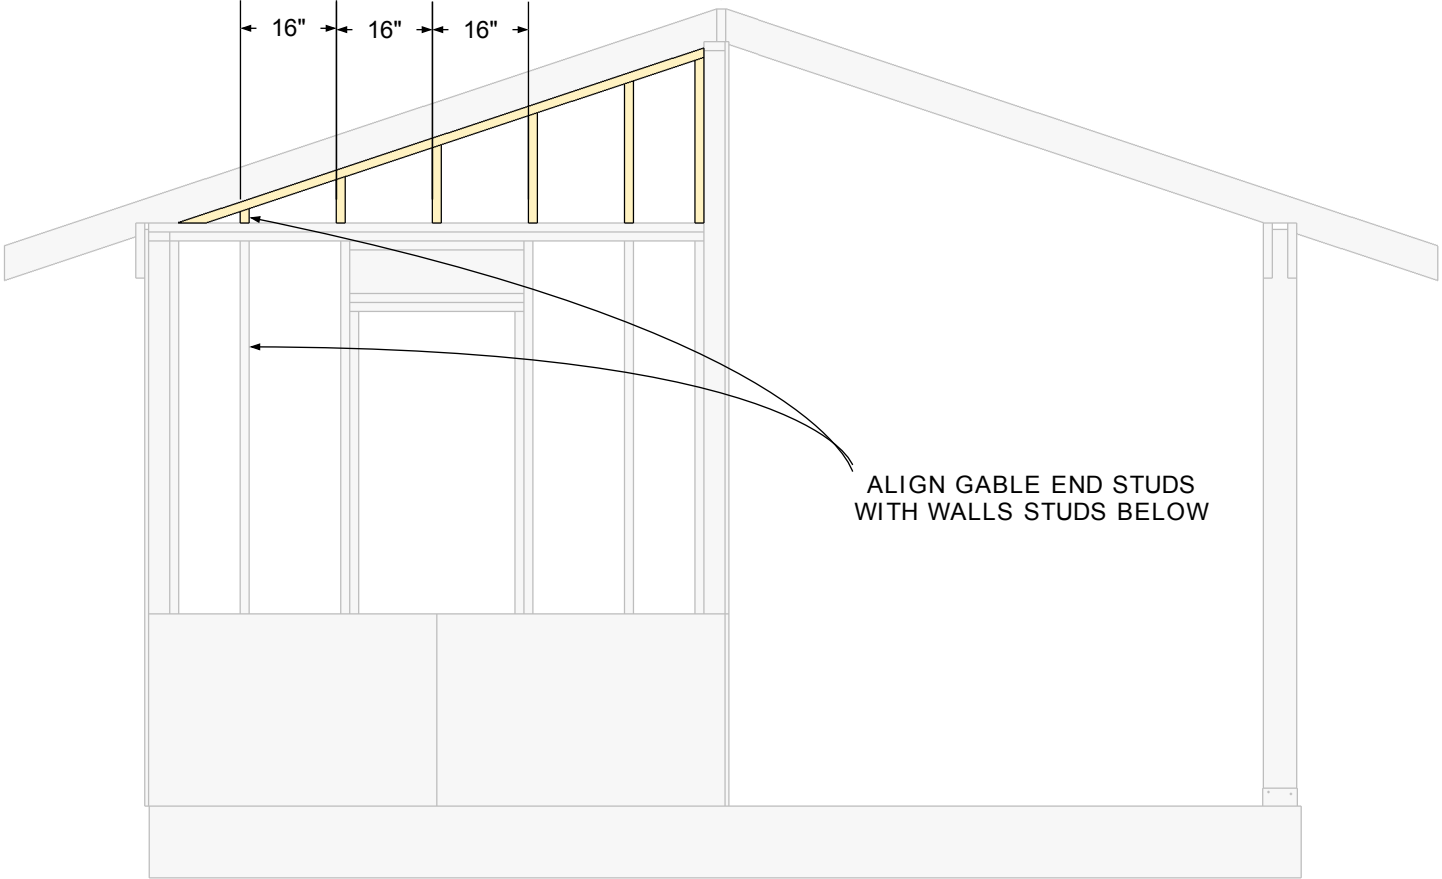 16" 16" 16"
ALIGN GABLE END STUDS
WITH WALLS STUDS BELOW